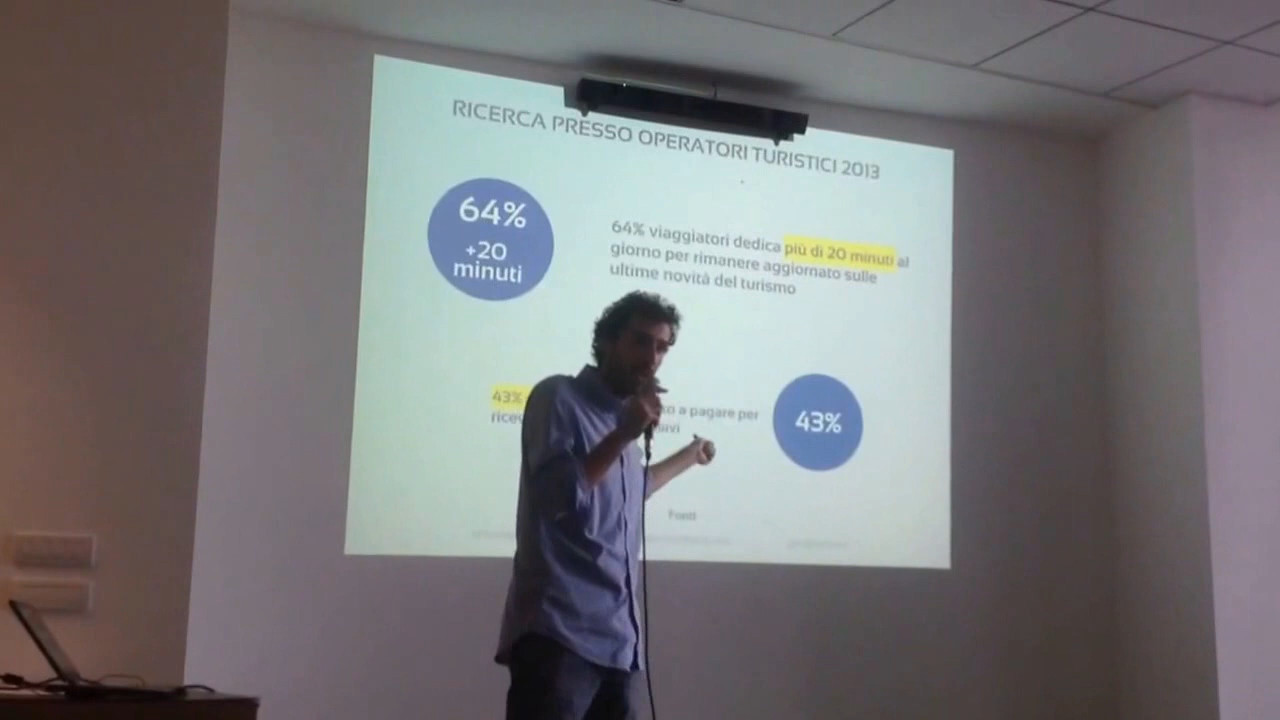 RICERCA PRESSO OPERATORI TURISTICI 2013
64%
+20
minuti
64% viaggiatori dedica più di 20 minuti al
giorno per rimanere aggiornato sulle
ultime novità del turismo
43%
a pagare per
43%
Fonti